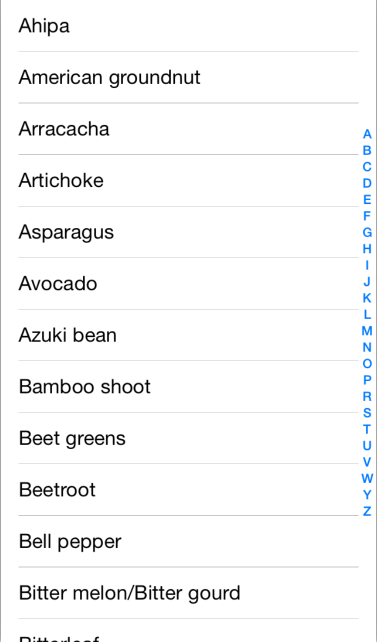 Ahipa
American groundnut
Arracacha
Artichoke
Asparagus
Avocado
Azuki bean
Bamboo shoot
Beet greens
Beetroot
Bell pepper
Bitter melon/Bitter gourd
Bitterleaf
A
B
C
D
E
F
G
H
I
J
K
L
M
N
O
P
R
S
T
U
V
W
Y
Z